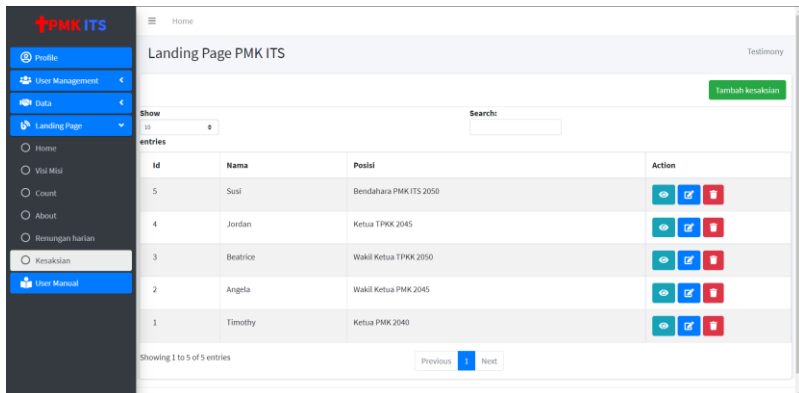 PMK ITS
Profile
User Management
Data
Landing Page
Home
Visi Misi
Count
About
Renungan harian
Kesaksian
User Manual
Home
Landing Page PMK ITS
Testimony
Tambah kesaksian
Show
10
entries
Search:
Id Nama Posisi Action
5 Susi Bendahara PMK ITS 2050
4 Jordan Ketua TPKK 2045
3 Beatrice Wakil Ketua TPKK 2050
2 Angela Wakil Ketua PMK 2045
1 Timothy Ketua PMK 2040
Showing 1 to 5 of 5 entries
Previous 1 Next